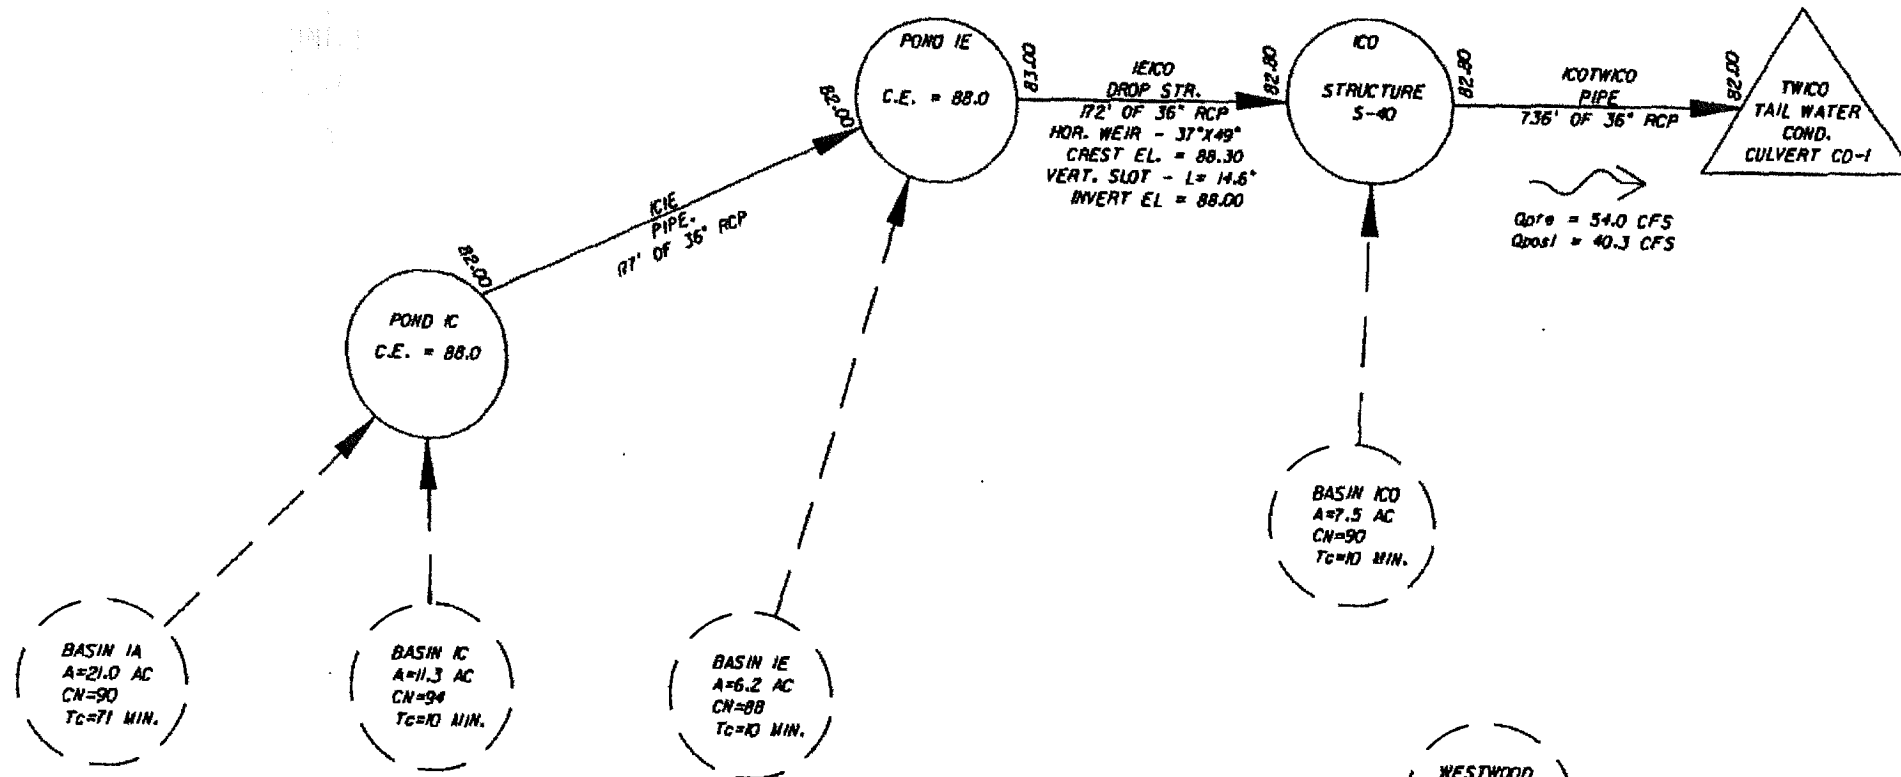 POND IE
C.E. = 88.0
82.00
83.00
IEICO
DROP STR.
172' OF 36" RCP
HOR. WEIR - 37"X49"
CREST EL. = 88.30
VERT. SLOT - L= 14.6"
INVERT EL = 88.00
82.80
ICO
STRUCTURE
S-40
82.80
ICOTWICO
PIPE
736' OF 36" RCP
82.00
TWICO
TAIL WATER
COND.
CULVERT CD-1
Qpre = 54.0 CFS
Qpost = 40.3 CFS
ICIE
PIPE.
OF 36" RCP
82.00
POND IC
C.E. = 88.0
BASIN ICO
A=7.5 AC
CN=90
Tc=10 MIN.
BASIN IA
A=21.0 AC
CN=90
Tc=71 MIN.
BASIN IC
A=11.3 AC
CN=94
Tc=10 MIN.
BASIN IE
A=6.2 AC
CN=88
Tc=10 MIN.
WESTWOOD